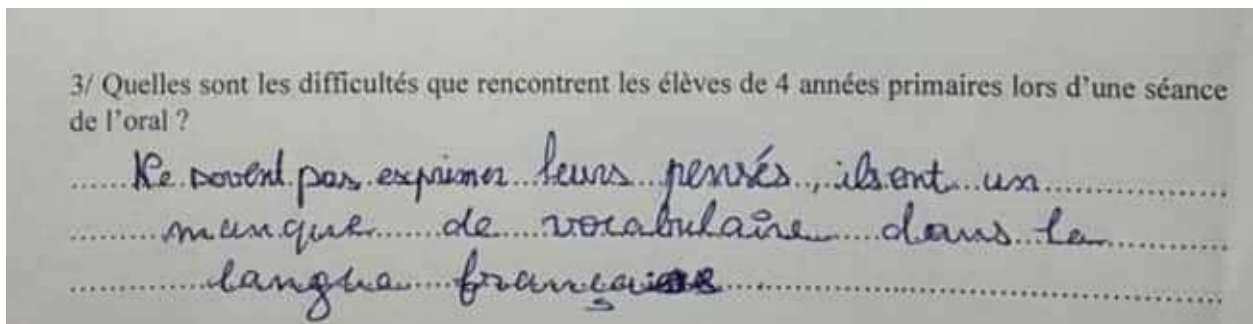 3/ Quelles sont les difficultés que rencontrent les élèves de 4 années primaires lors d'une séance
de l'oral ?
Ne savent pas exprimer leurs pensés, ils ont un
manque de vocabulaire dans la
langue française